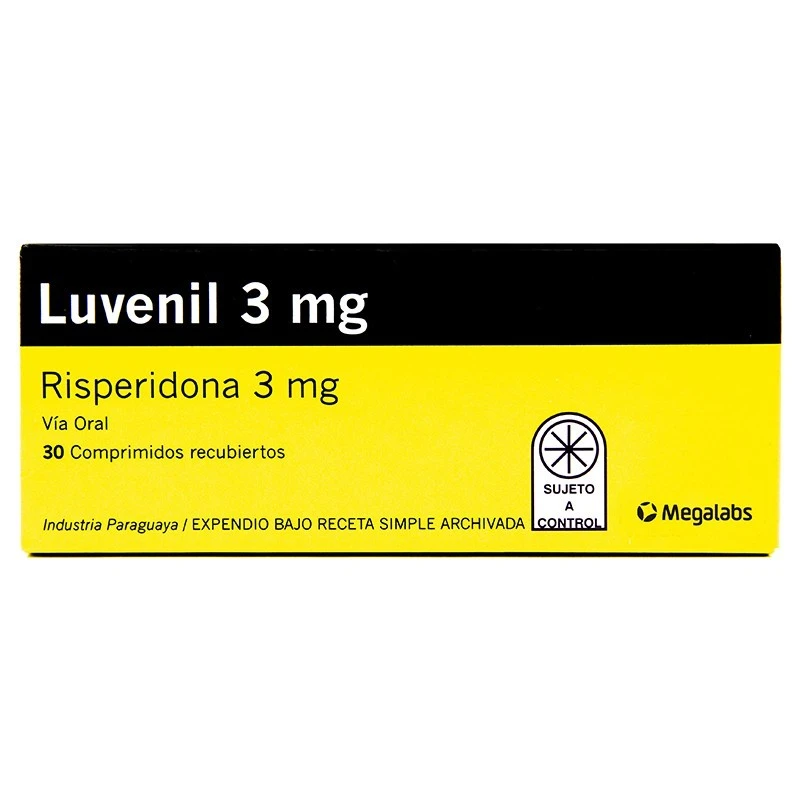 Luvenil 3 mg
Risperidona 3 mg
Vía Oral
30 Comprimidos recubiertos
SUJETO
A
CONTROL
Industria Paraguaya / EXPENDIO BAJO RECETA SIMPLE ARCHIVADA
Megalabs